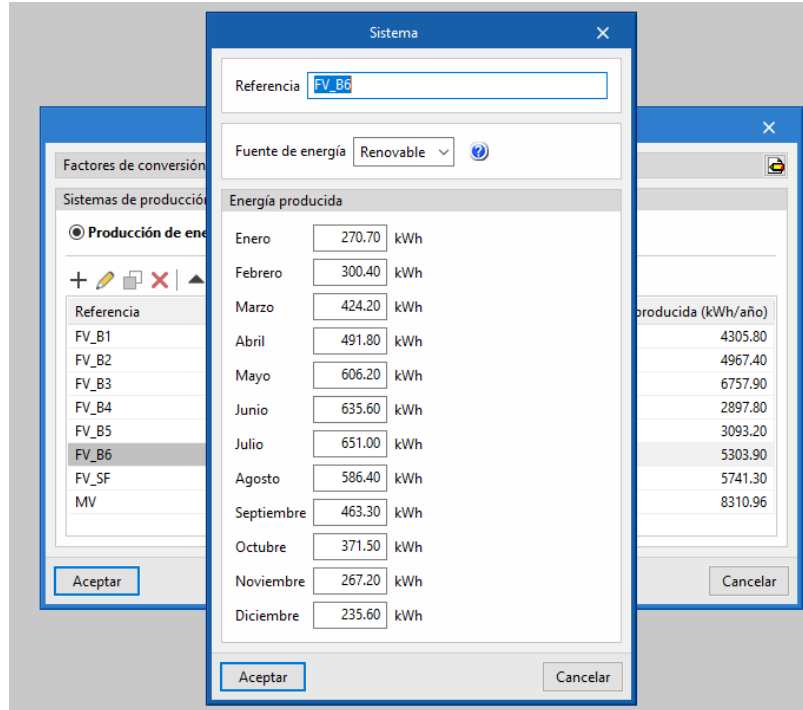 Sistema
Referencia FV_B6
Fuente de energía Renovable
Energía producida
Enero 270.70 kWh
Febrero 300.40 kWh
Marzo 424.20 kWh
Abril 491.80 kWh
Mayo 606.20 kWh
Junio 635.60 kWh
Julio 651.00 kWh
Agosto 586.40 kWh
Septiembre 463.30 kWh
Octubre 371.50 kWh
Noviembre 267.20 kWh
Diciembre 235.60 kWh
Aceptar Cancelar
Factores de conversión
Sistemas de producció
Producción de ene
Referencia producida (kWh/año)
FV_B1 4305.80
FV_B2 4967.40
FV_B3 6757.90
FV_B4 2897.80
FV_B5 3093.20
FV_B6 5303.90
FV_SF 5741.30
MV 8310.96
Aceptar Cancelar